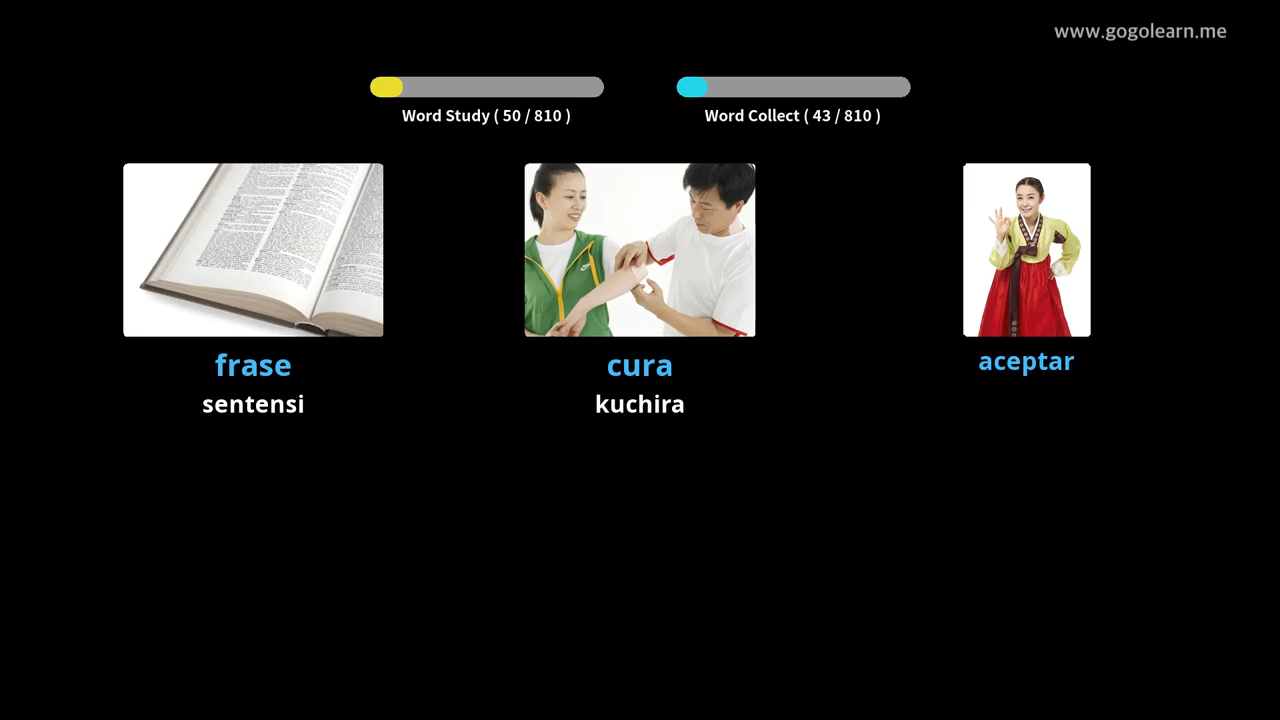 www.gogolearn.me
Word Study ( 50 / 810 )
Word Collect ( 43 / 810 )
frase
cura
aceptar
sentensi
kuchira